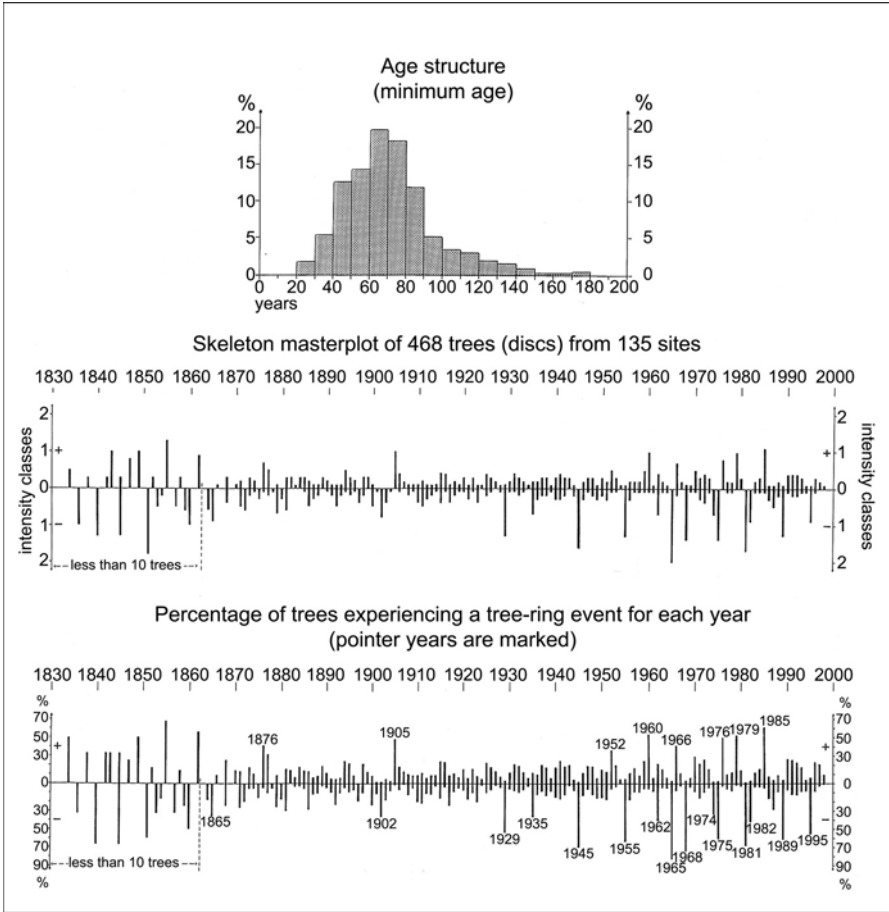 Age structure
(minimum age)
% %
20 20
15 15
10 10
5 5
0 0
0 20 40 60 80 100 120 140 160 180 200
years
Skeleton masterplot of 468 trees (discs) from 135 sites
1830 1840 1850 1860 1870 1880 1890 1900 1910 1920 1930 1940 1950 1960 1970 1980 1990 2000
intensity classes
2 2
1 + + 1
0 0
1 − − 1
2 2
intensity classes
less than 10 trees
Percentage of trees experiencing a tree-ring event for each year
(pointer years are marked)
1830 1840 1850 1860 1870 1880 1890 1900 1910 1920 1930 1940 1950 1960 1970 1980 1990 2000
% %
70 70
50 50
30 30
0 0
30 30
50 50
70 70
90 90
% %
+ +
− −
1876 1905 1952 1960 1966 1976 1979 1985
1865 1902 1929 1935 1945 1955 1962 1965 1968 1974 1975 1981 1982 1989 1995
less than 10 trees